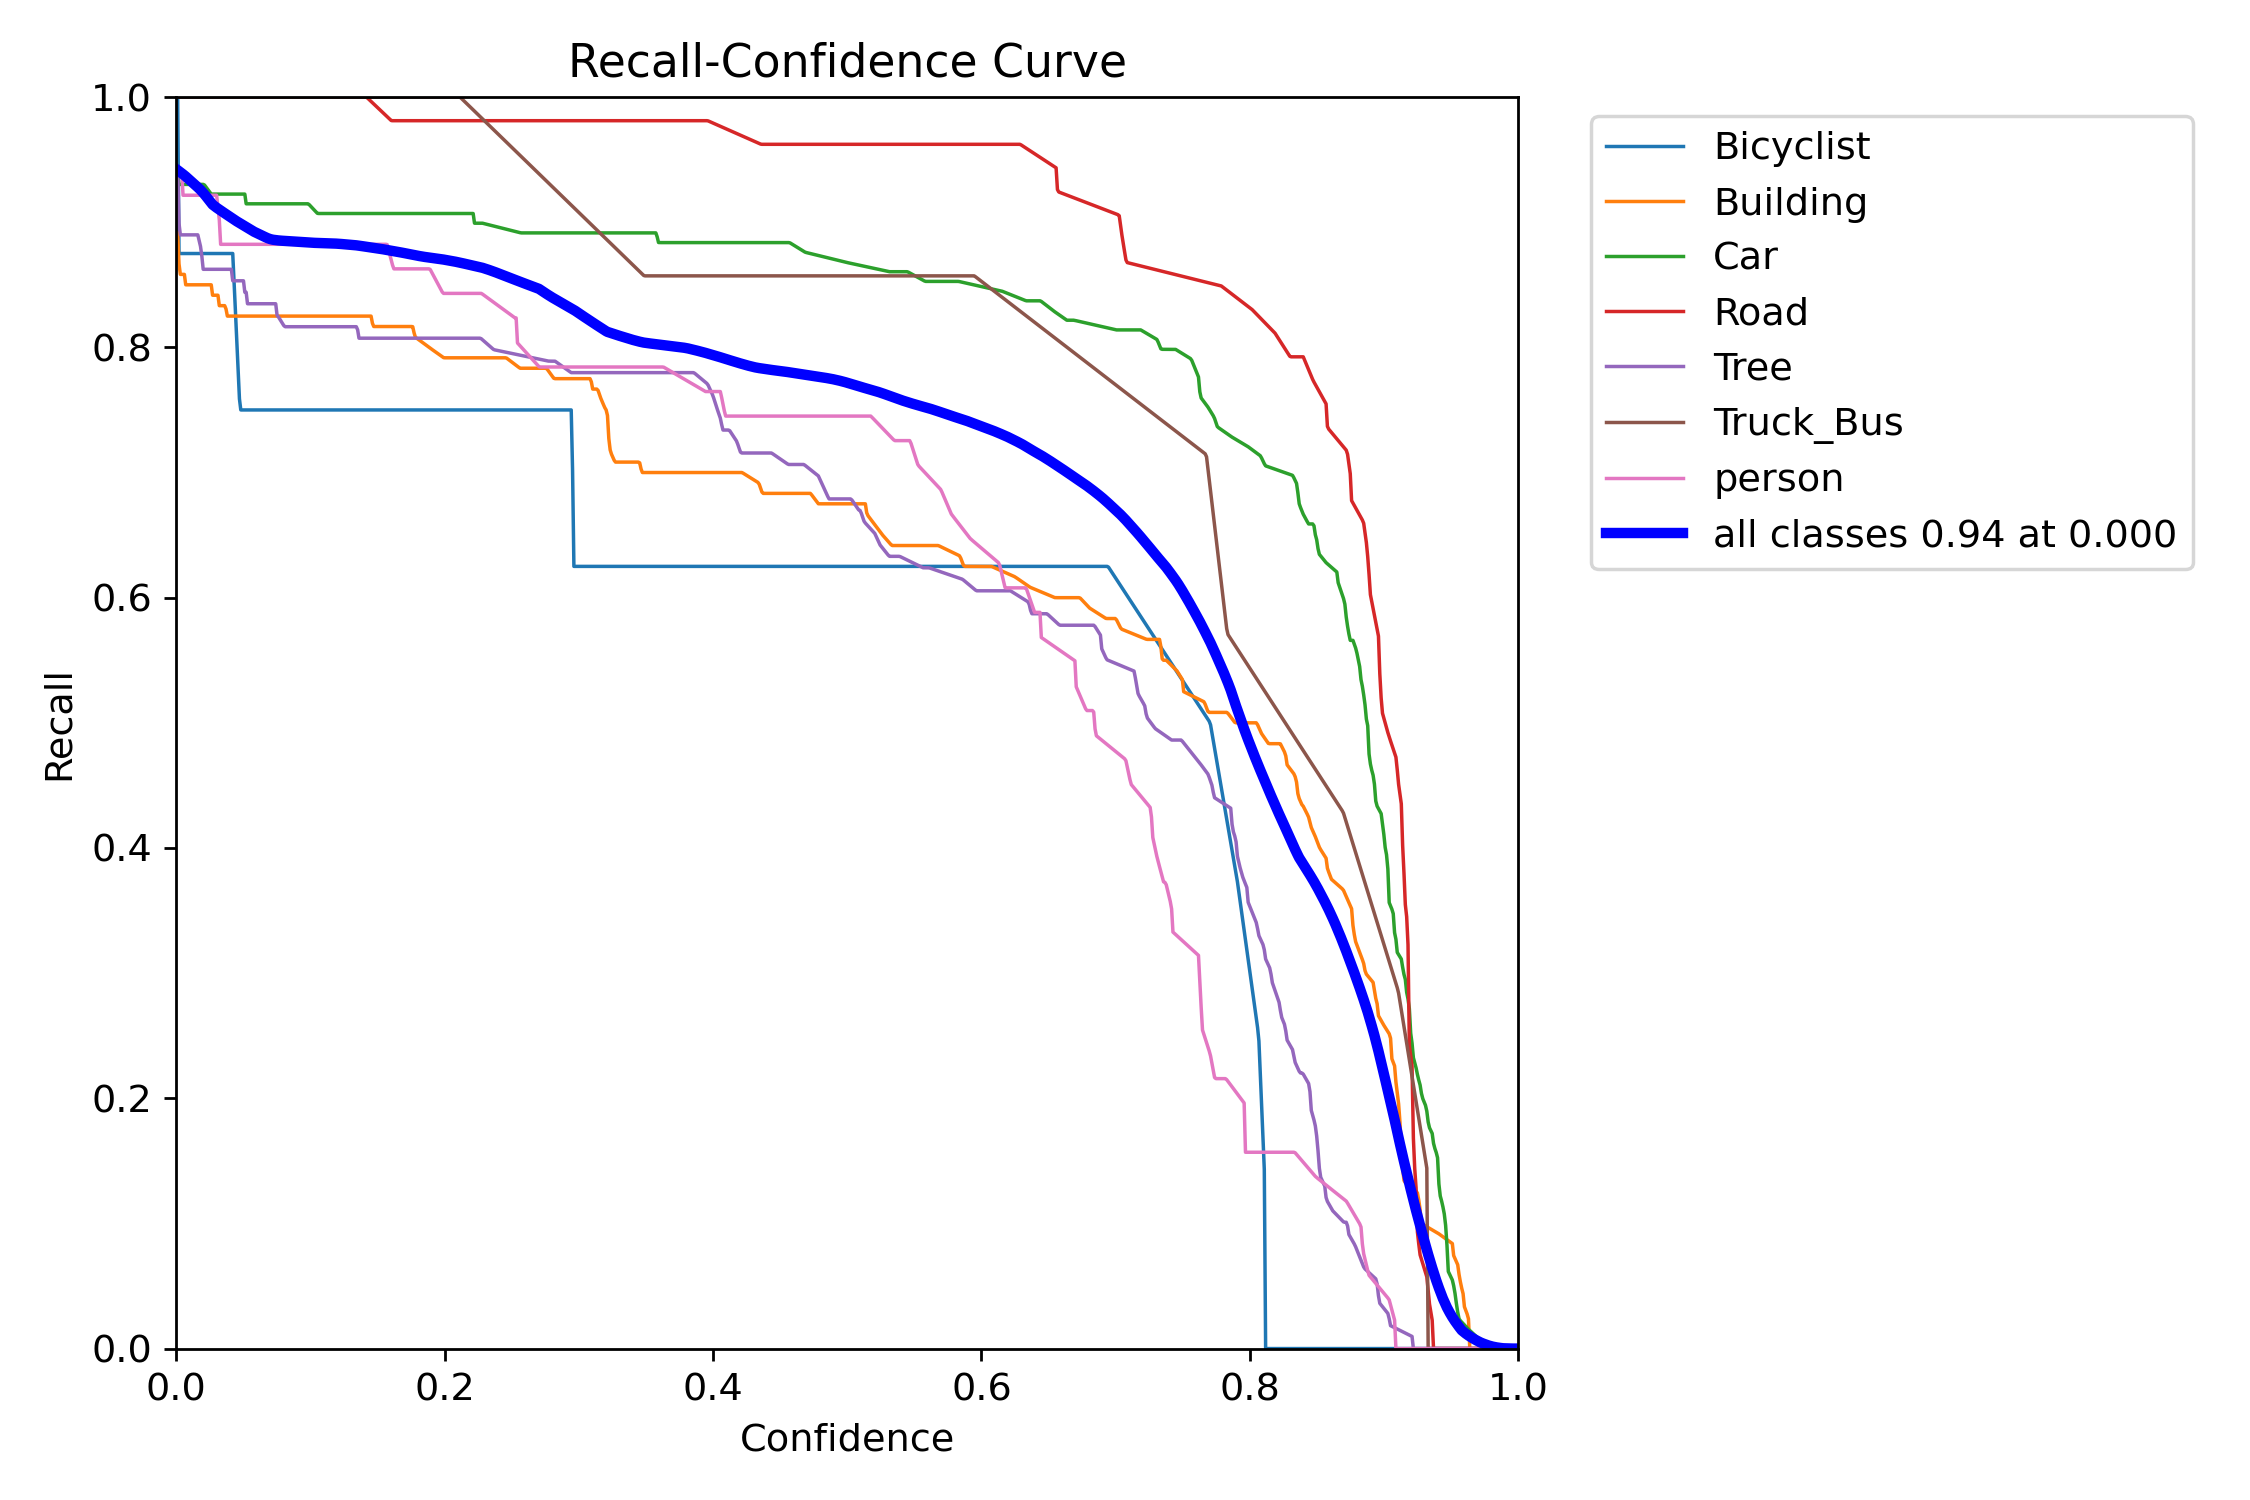 Recall-Confidence Curve
1.0
0.8
0.6
0.4
0.2
0.0
Recall
0.0 0.2 0.4 0.6 0.8 1.0
Confidence
Bicyclist
Building
Car
Road
Tree
Truck_Bus
person
all classes 0.94 at 0.000